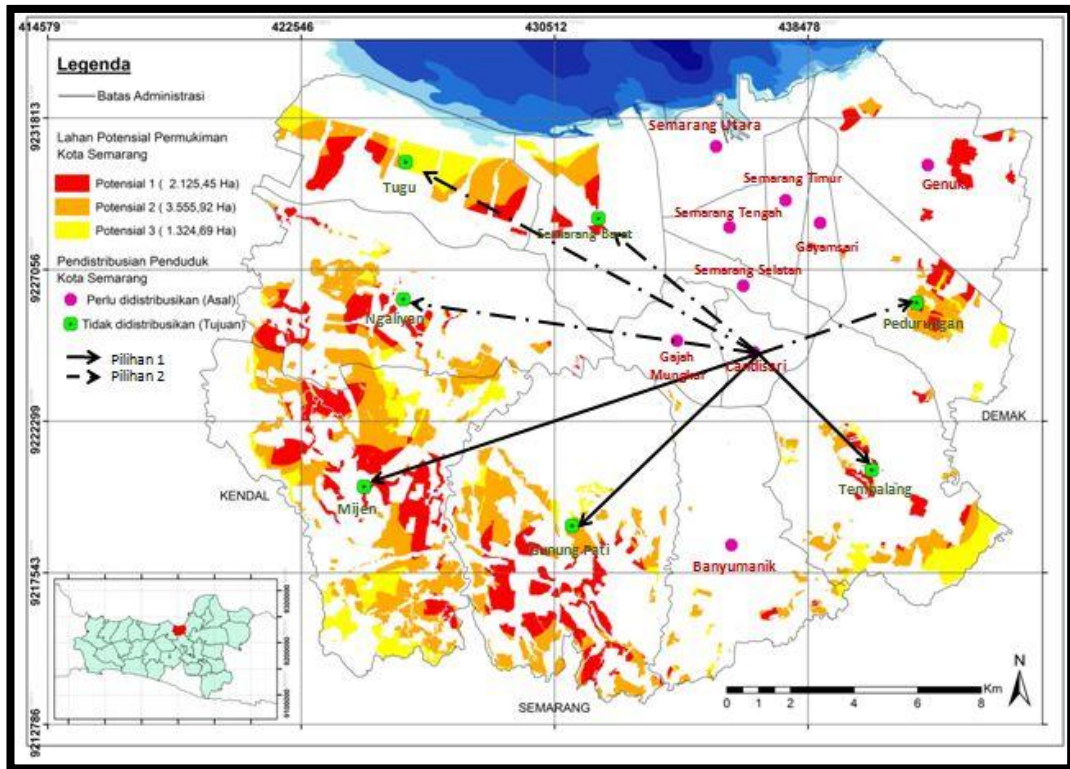 414579 422546 430512 438478
Legenda
Batas Administrasi
Lahan Potensial Permukiman
Kota Semarang
Potensial 1 ( 2.125,45 Ha)
Potensial 2 ( 3.555,92 Ha)
Potensial 3 ( 1.324,69 Ha)
Pendistribusian Penduduk
Kota Semarang
Perlu didistribusikan (Asal)
Tidak didistribusikan (Tujuan)
Pilihan 1
Pilihan 2
9231813
9227056
9222299
9217543
9212786
Semarang Utara
Tugu
Semarang Timur
Genuk
Semarang Tengah
Semarang Barat
Gayamsari
Semarang Selatan
Ngaliyan
Pedurungan
Gajah
Mungkur
Candisari
DEMAK
KENDAL
Mijen
Tembalang
Gunung Pati
Banyumanik
SEMARANG
N
Km
0 1 2 4 6 8